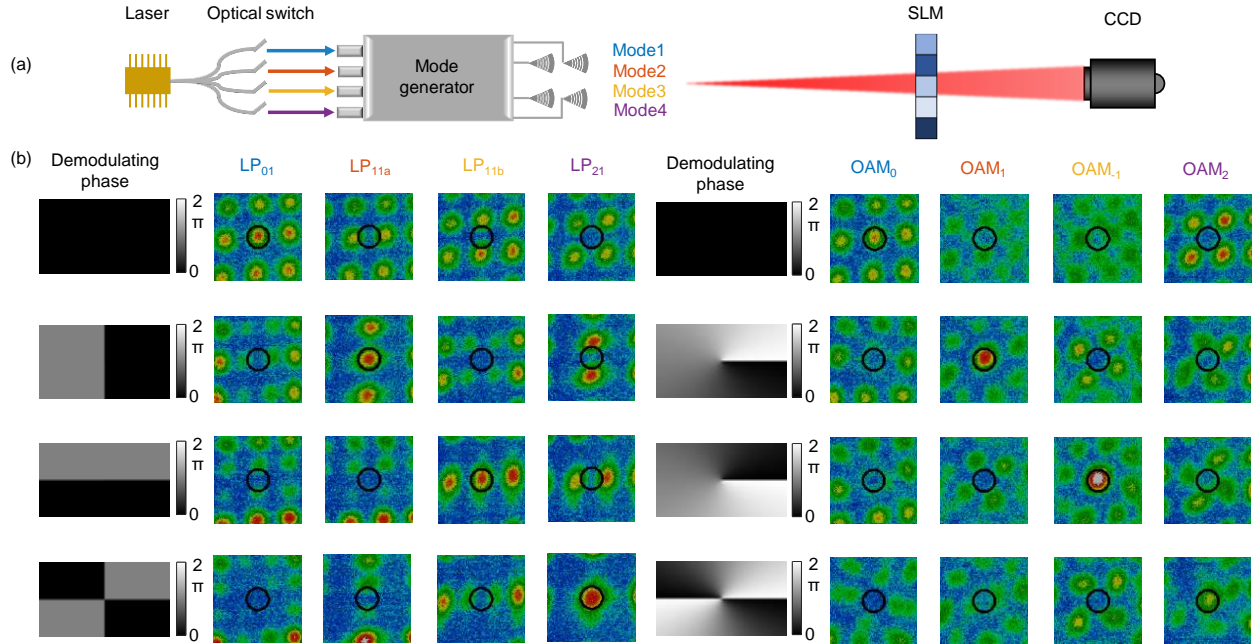 Laser
Optical switch
SLM
CCD
(a)
Mode
generator
Mode1
Mode2
Mode3
Mode4
(b)
Demodulating
phase
LP01
LP11a
LP11b
LP21
Demodulating
phase
OAM0
OAM1
OAM-1
OAM2
2
π
0
2
π
0
2
π
0
2
π
0
2
π
0
2
π
0
2
π
0
2
π
0